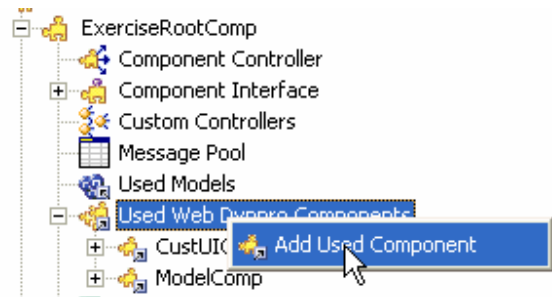 ExerciseRootComp
Component Controller
Component Interface
Custom Controllers
Message Pool
Used Models
Used Web Dynpro Components
CustUIC
Add Used Component
ModelComp